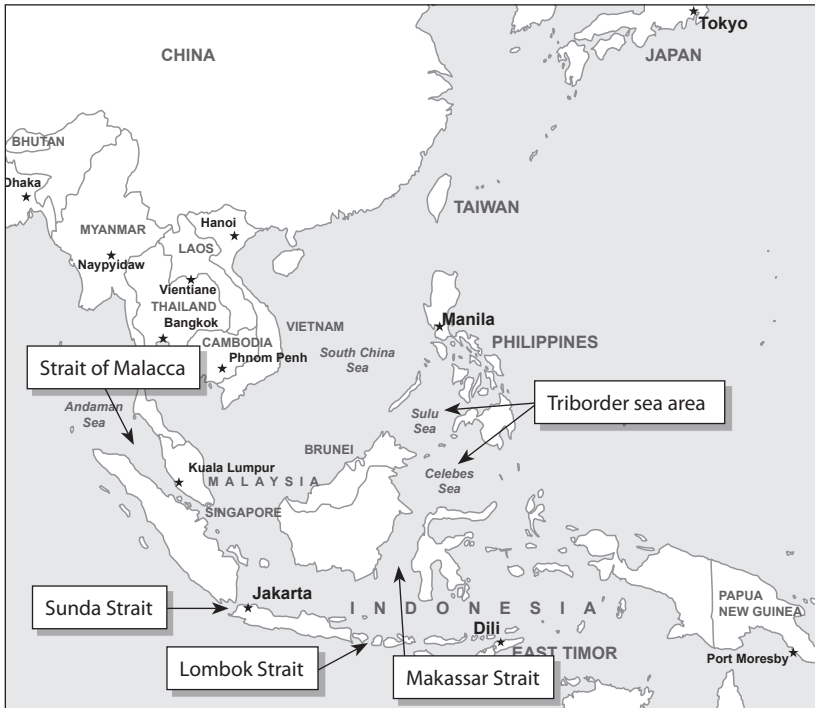 Tokyo
CHINA
JAPAN
BHUTAN
Dhaka
TAIWAN
Hanoi
MYANMAR
LAOS
Naypyidaw
Vientiane
THAILAND
Bangkok
Manila
VIETNAM
CAMBODIA
PHILIPPINES
South China
Sea
Phnom Penh
Strait of Malacca
Triborder sea area
Andaman
Sea
Sulu
Sea
BRUNEI
Celebes
Sea
Kuala Lumpur
MALAYSIA
SINGAPORE
Jakarta
INDONESIA
Sunda Strait
PAPUA
NEW GUINEA
Dili
EAST TIMOR
Port Moresby
Lombok Strait
Makassar Strait